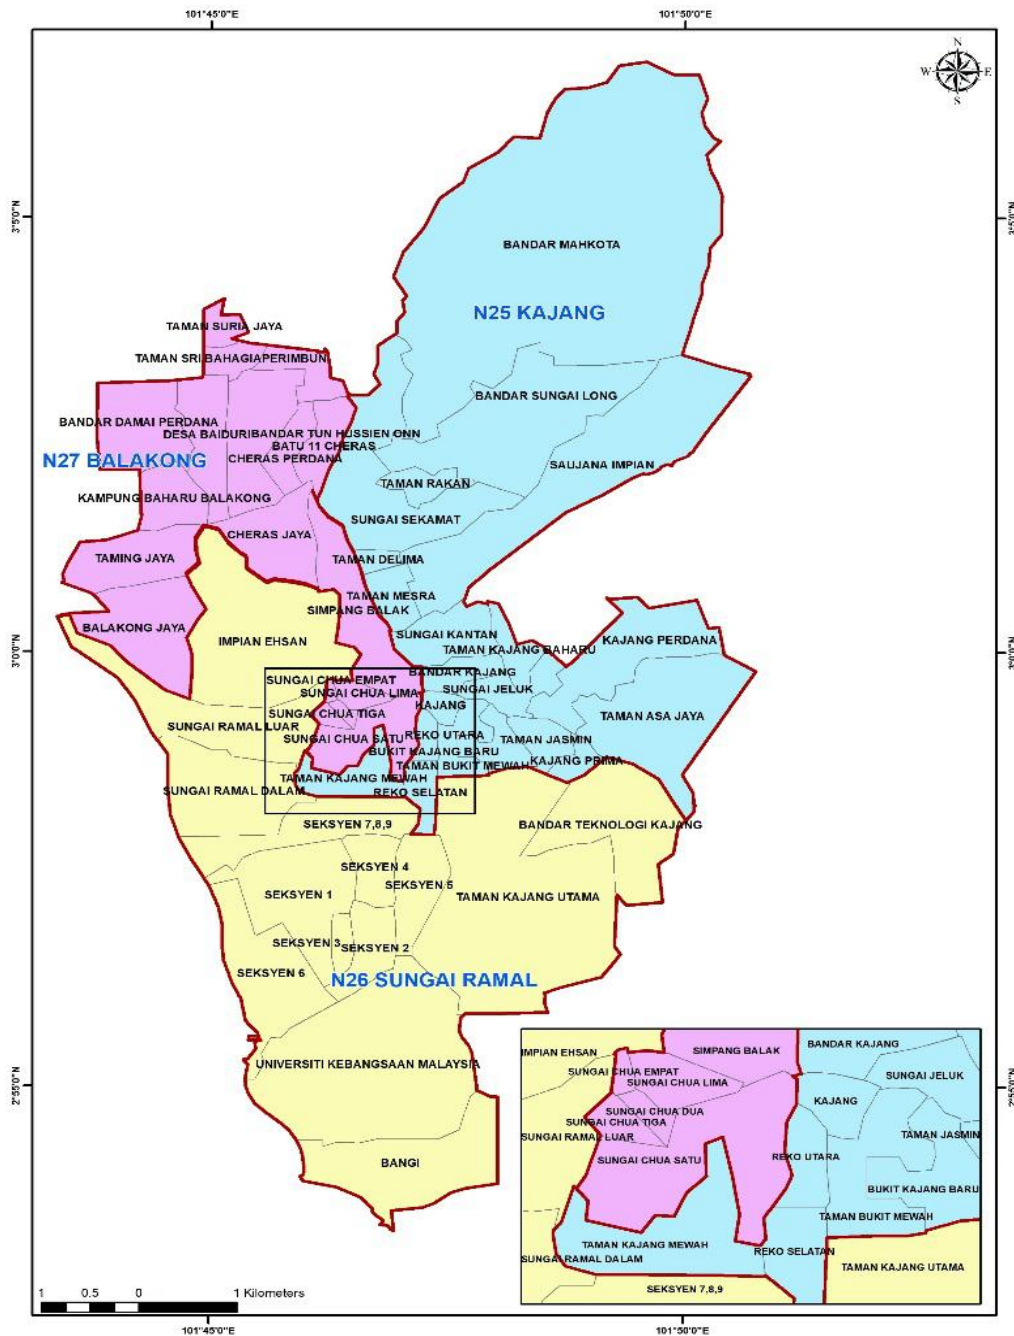 101°45'0"E
101°50'0"E
N
W
E
S
3°5'0"N
3°5'0"N
BANDAR MAHKOTA
N25 KAJANG
TAMAN SURIA JAYA
TAMAN SRI BAHAGIA
PERIMBUN
BANDAR SUNGAI LONG
BANDAR DAMAI PERDANA
DESA BAIDURI
BANDAR TUN HUSSIEN ONN
BATU 11 CHERAS
CHERAS PERDANA
N27 BALAKONG
SAUJANA IMPIAN
TAMAN RAKAN
KAMPUNG BAHARU BALAKONG
SUNGAI SEKAMAT
CHERAS JAYA
TAMING JAYA
TAMAN DELIMA
TAMAN MESRA
SIMPANG BALAK
BALAKONG JAYA
IMPIAN EHSAN
SUNGAI KANTAN
KAJANG PERDANA
TAMAN KAJANG BAHARU
3°0'0"N
3°0'0"N
BANDAR KAJANG
SUNGAI CHUA EMPAT
SUNGAI CHUA LIMA
SUNGAI JELUK
KAJANG
SUNGAI CHUA TIGA
TAMAN ASA JAYA
SUNGAI RAMAL LUAR
SUNGAI CHUA SATU
REKO UTARA
TAMAN JASMIN
BUKIT KAJANG BARU
KAJANG PRIMA
TAMAN BUKIT MEWAH
TAMAN KAJANG MEWAH
SUNGAI RAMAL DALAM
REKO SELATAN
SEKSYEN 7,8,9
BANDAR TEKNOLOGI KAJANG
SEKSYEN 4
SEKSYEN 5
SEKSYEN 1
TAMAN KAJANG UTAMA
SEKSYEN 3
SEKSYEN 2
SEKSYEN 6
N26 SUNGAI RAMAL
UNIVERSITI KEBANGSAAN MALAYSIA
2°55'0"N
2°55'0"N
BANGI
IMPIAN EHSAN
SIMPANG BALAK
BANDAR KAJANG
SUNGAI CHUA EMPAT
SUNGAI CHUA LIMA
SUNGAI JELUK
KAJANG
SUNGAI CHUA DUA
SUNGAI CHUA TIGA
SUNGAI RAMAL LUAR
TAMAN JASMIN
SUNGAI CHUA SATU
REKO UTARA
BUKIT KAJANG BARU
TAMAN BUKIT MEWAH
TAMAN KAJANG MEWAH
REKO SELATAN
SUNGAI RAMAL DALAM
TAMAN KAJANG UTAMA
SEKSYEN 7,8,9
1 0.5 0 1 Kilometers
101°45'0"E
101°50'0"E